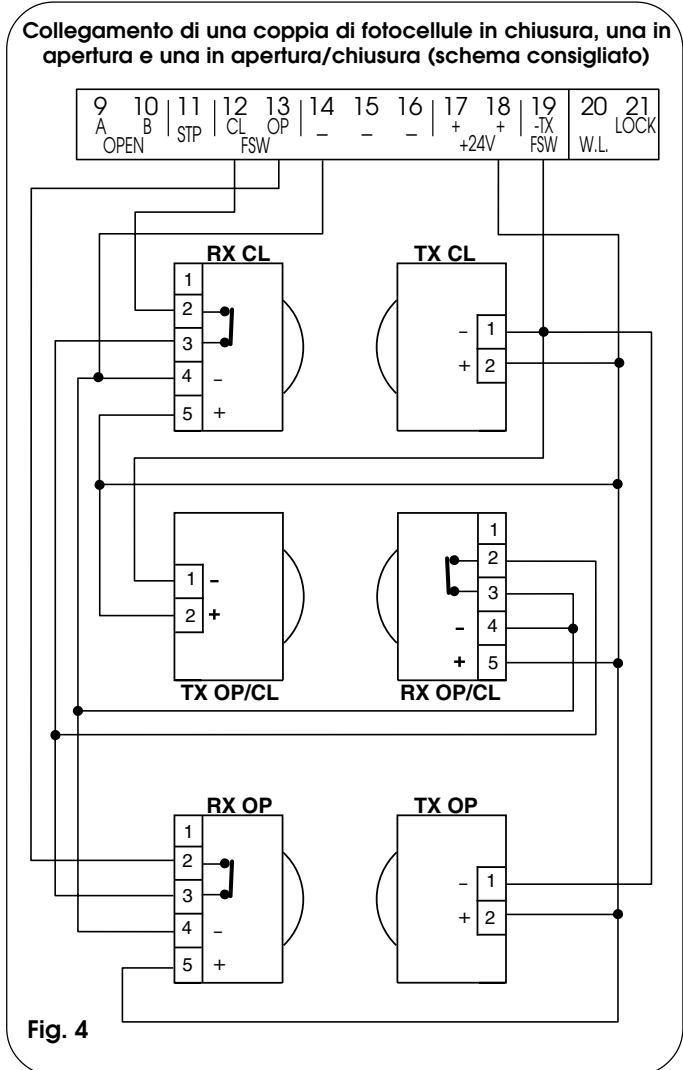 Collegamento di una coppia di fotocellule in chiusura, una in
apertura e una in apertura/chiusura (schema consigliato)
9 10 11 12 13 14 15 16 17 18 19 20 21
A B STP CL OP _ _ _ + + -TX LOCK
OPEN FSW +24V FSW W.L.
RX CL TX CL
1
2
3
4 –
5 +
– 1
+ 2
1 -
2 +
TX OP/CL
1
2
3
- 4
+ 5
RX OP/CL
RX OP TX OP
1
2
3
4 –
5 +
– 1
+ 2
Fig. 4